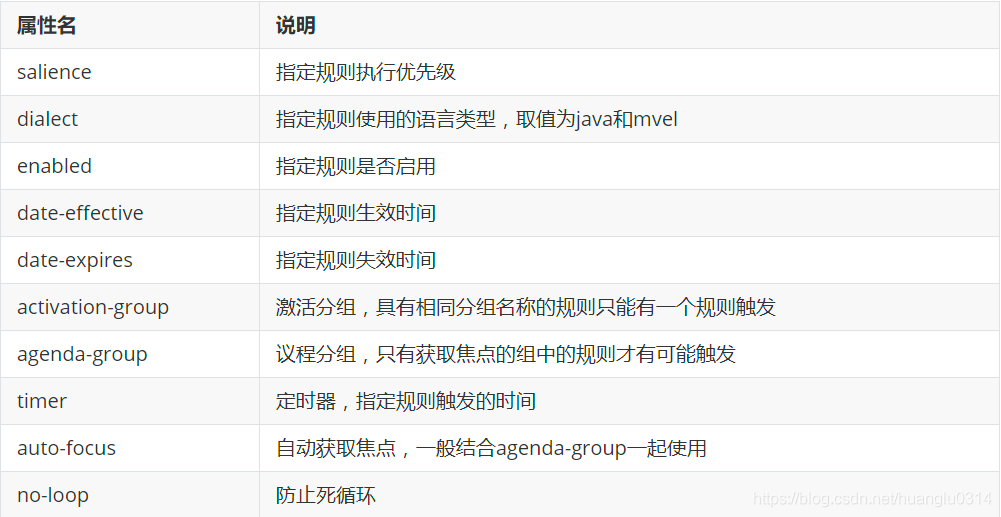 属性名 说明
salience 指定规则执行优先级
dialect 指定规则使用的语言类型，取值为java和mvel
enabled 指定规则是否启用
date-effective 指定规则生效时间
date-expires 指定规则失效时间
activation-group 激活分组，具有相同分组名称的规则只能有一个规则触发
agenda-group 议程分组，只有获取焦点的组中的规则才有可能触发
timer 定时器，指定规则触发的时间
auto-focus 自动获取焦点，一般结合agenda-group一起使用
no-loop 防止死循环
https://blog.csdn.net/huanglu0314